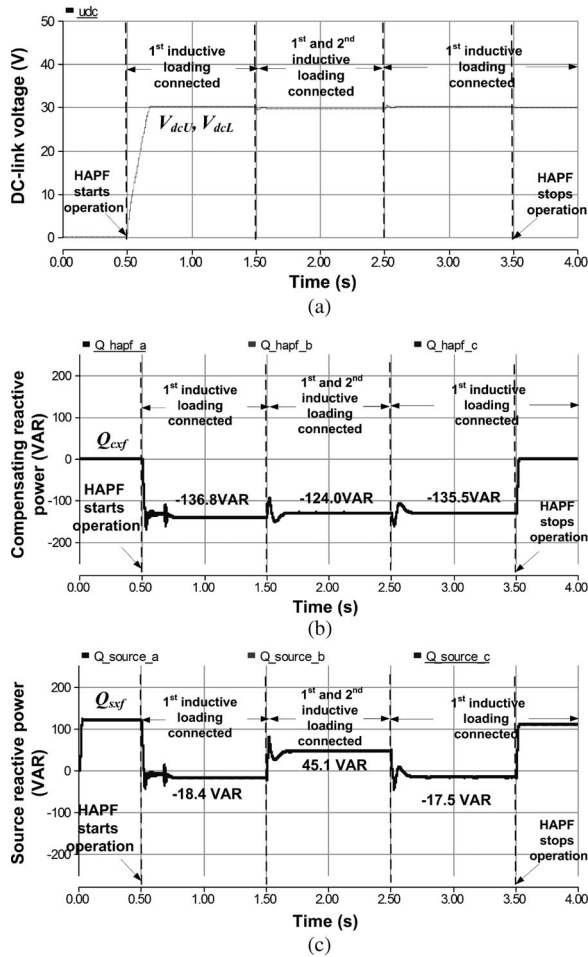 udc
50
40
30
20
10
0
DC-link voltage (V)
1st inductive
loading
connected
1st and 2nd
inductive
loading
connected
1st inductive
loading
connected
VdcU, VdcL
HAPF
starts
operation
HAPF
stops
operation
0.00 0.50 1.00 1.50 2.00 2.50 3.00 3.50 4.00
Time (s)
(a)
Q_hapf_a Q_hapf_b Q_hapf_c
200
100
0
-100
-200
Compensating reactive
power (VAR)
1st inductive
loading
connected
1st and 2nd
inductive
loading
connected
1st inductive
loading
connected
Qcxf
-136.8VAR -124.0VAR -135.5VAR
HAPF
starts
operation
HAPF
stops
operation
0.00 0.50 1.00 1.50 2.00 2.50 3.00 3.50 4.00
Time (s)
(b)
Q_source_a Q_source_b Q_source_c
200
100
0
-100
-200
Source reactive power
(VAR)
Qsxf
1st inductive
loading
connected
1st and 2nd
inductive
loading
connected
1st inductive
loading
connected
-18.4 VAR 45.1 VAR -17.5 VAR
HAPF
starts
operation
HAPF
stops
operation
0.00 0.50 1.00 1.50 2.00 2.50 3.00 3.50 4.00
Time (s)
(c)